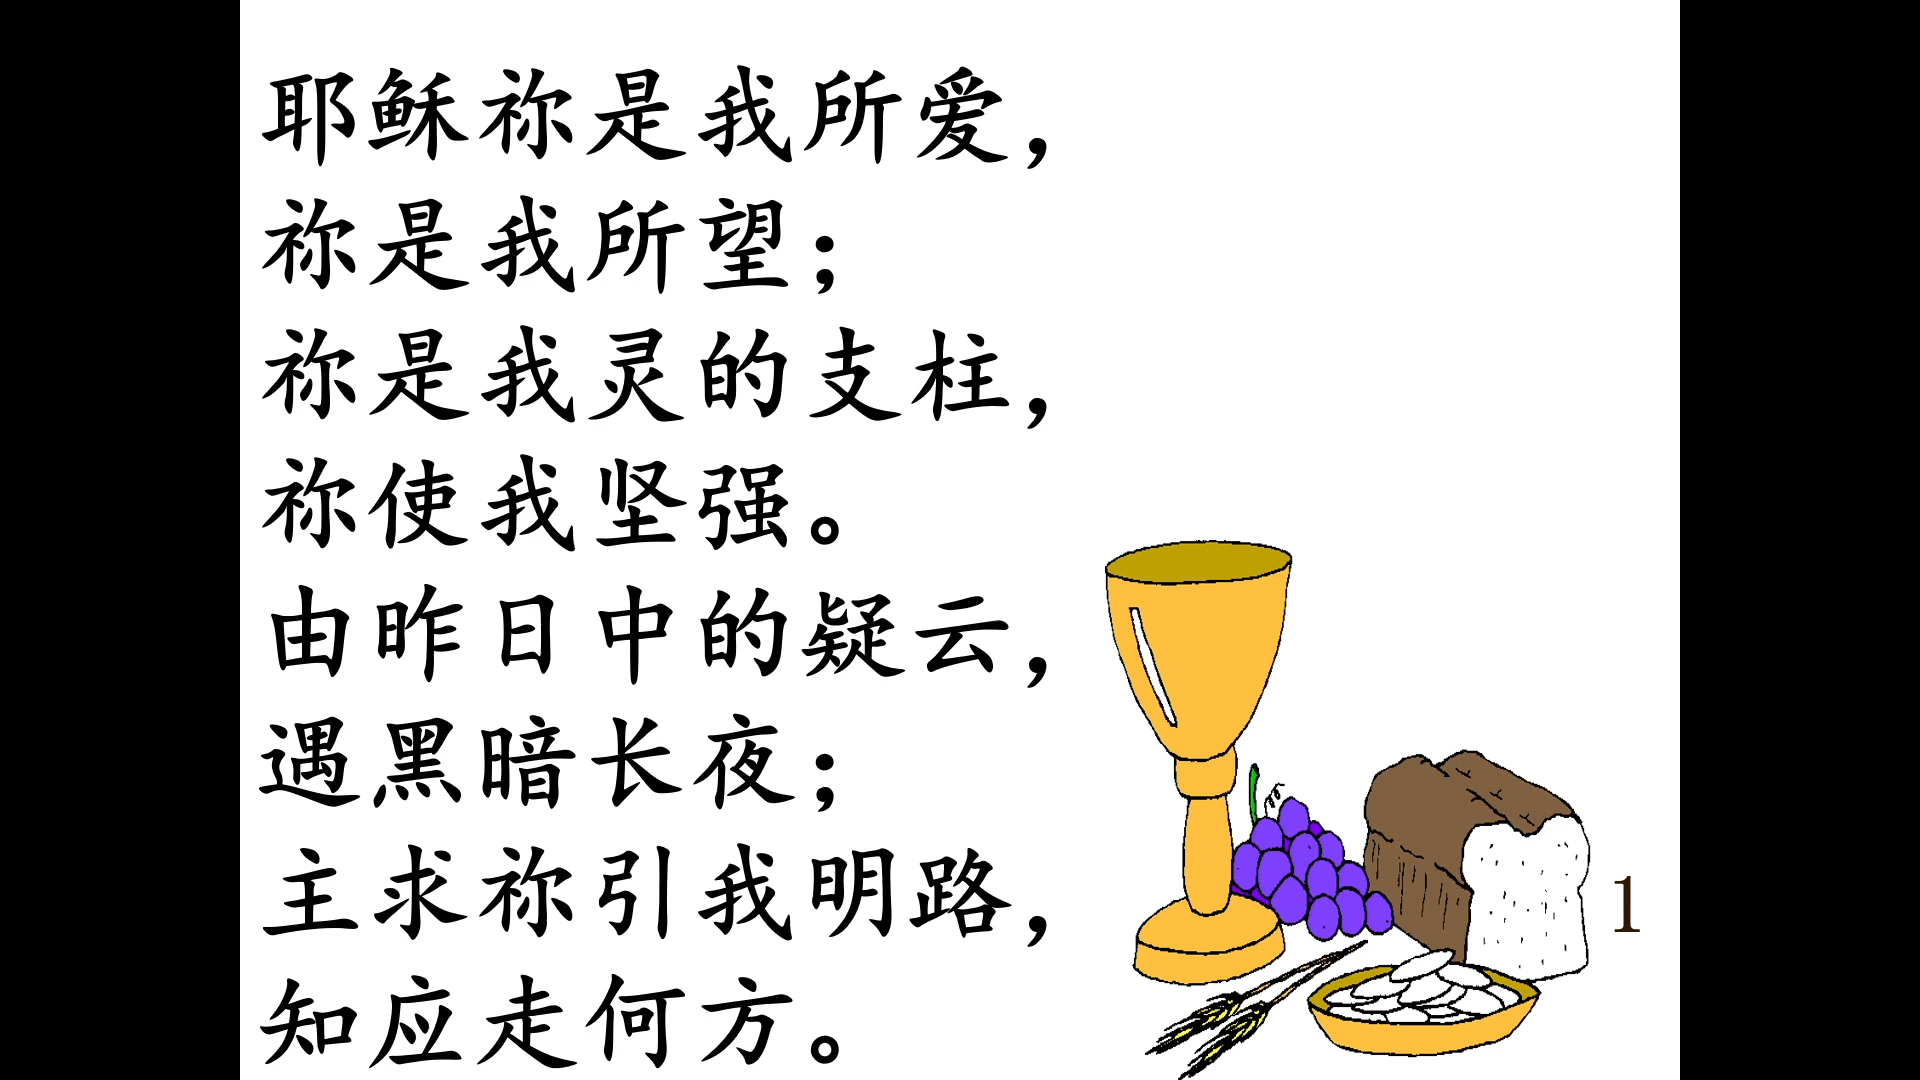 耶稣祢是我所爱，
祢是我所望；
祢是我灵的支柱，
祢使我坚强。
由昨日中的疑云，
遇黑暗长夜；
主求祢引我明路，
知应走何方。
1